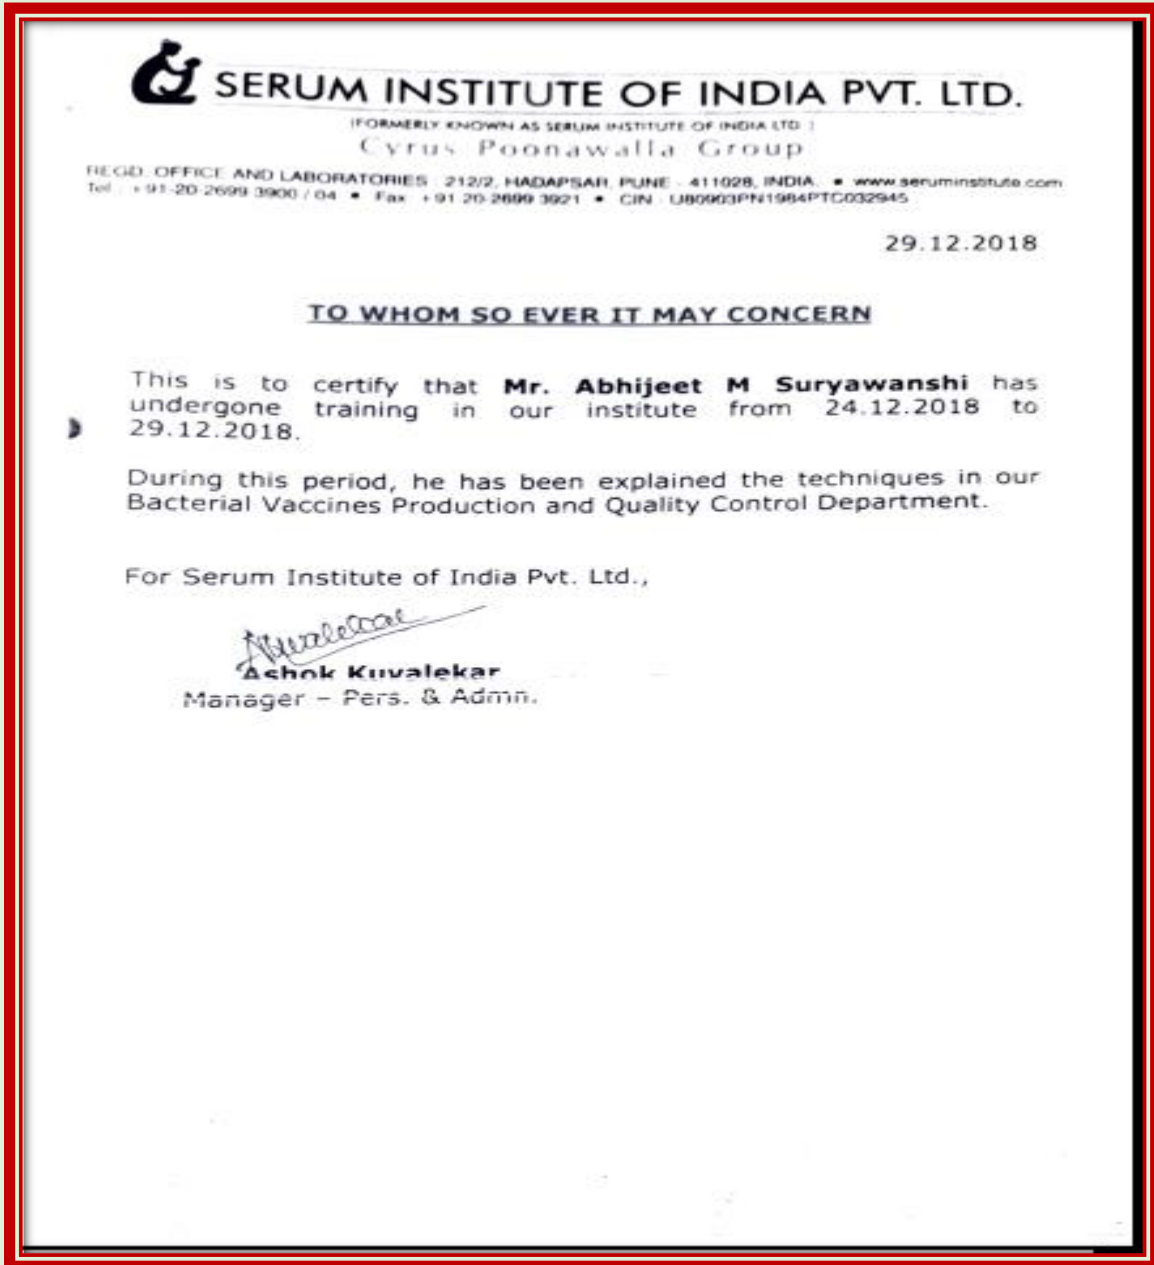 SERUM INSTITUTE OF INDIA PVT. LTD.
(FORMERLY KNOWN AS SERUM INSTITUTE OF INDIA LTD.)
Cyrus Poonawalla Group
REGD. OFFICE AND LABORATORIES : 212/2, HADAPSAR, PUNE - 411028, INDIA. • www.seruminstitute.com
Tel : +91-20-2699 3900 / 04 • Fax : +91 20-2699 3921 • CIN : U80903PN1984PTC032945
29.12.2018
TO WHOM SO EVER IT MAY CONCERN
This is to certify that Mr. Abhijeet M Suryawanshi has
undergone training in our institute from 24.12.2018 to
29.12.2018.
During this period, he has been explained the techniques in our
Bacterial Vaccines Production and Quality Control Department.
For Serum Institute of India Pvt. Ltd.,
Ashok Kuvalekar
Manager – Pers. & Admn.